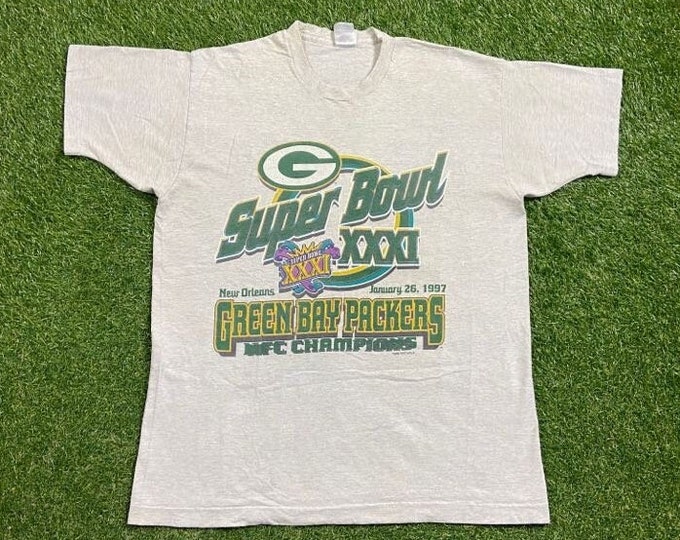 G
Super Bowl
XXXI
SUPER BOWL
XXXI
New Orleans January 26, 1997
GREEN BAY PACKERS
NFC CHAMPIONS